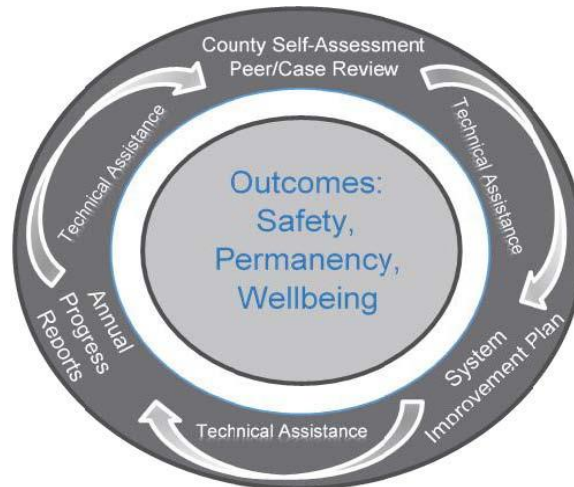 County Self-Assessment
Peer/Case Review
Technical Assistance
System
Improvement Plan
Technical Assistance
Annual
Progress
Reports
Technical Assistance
Outcomes:
Safety,
Permanency,
Wellbeing